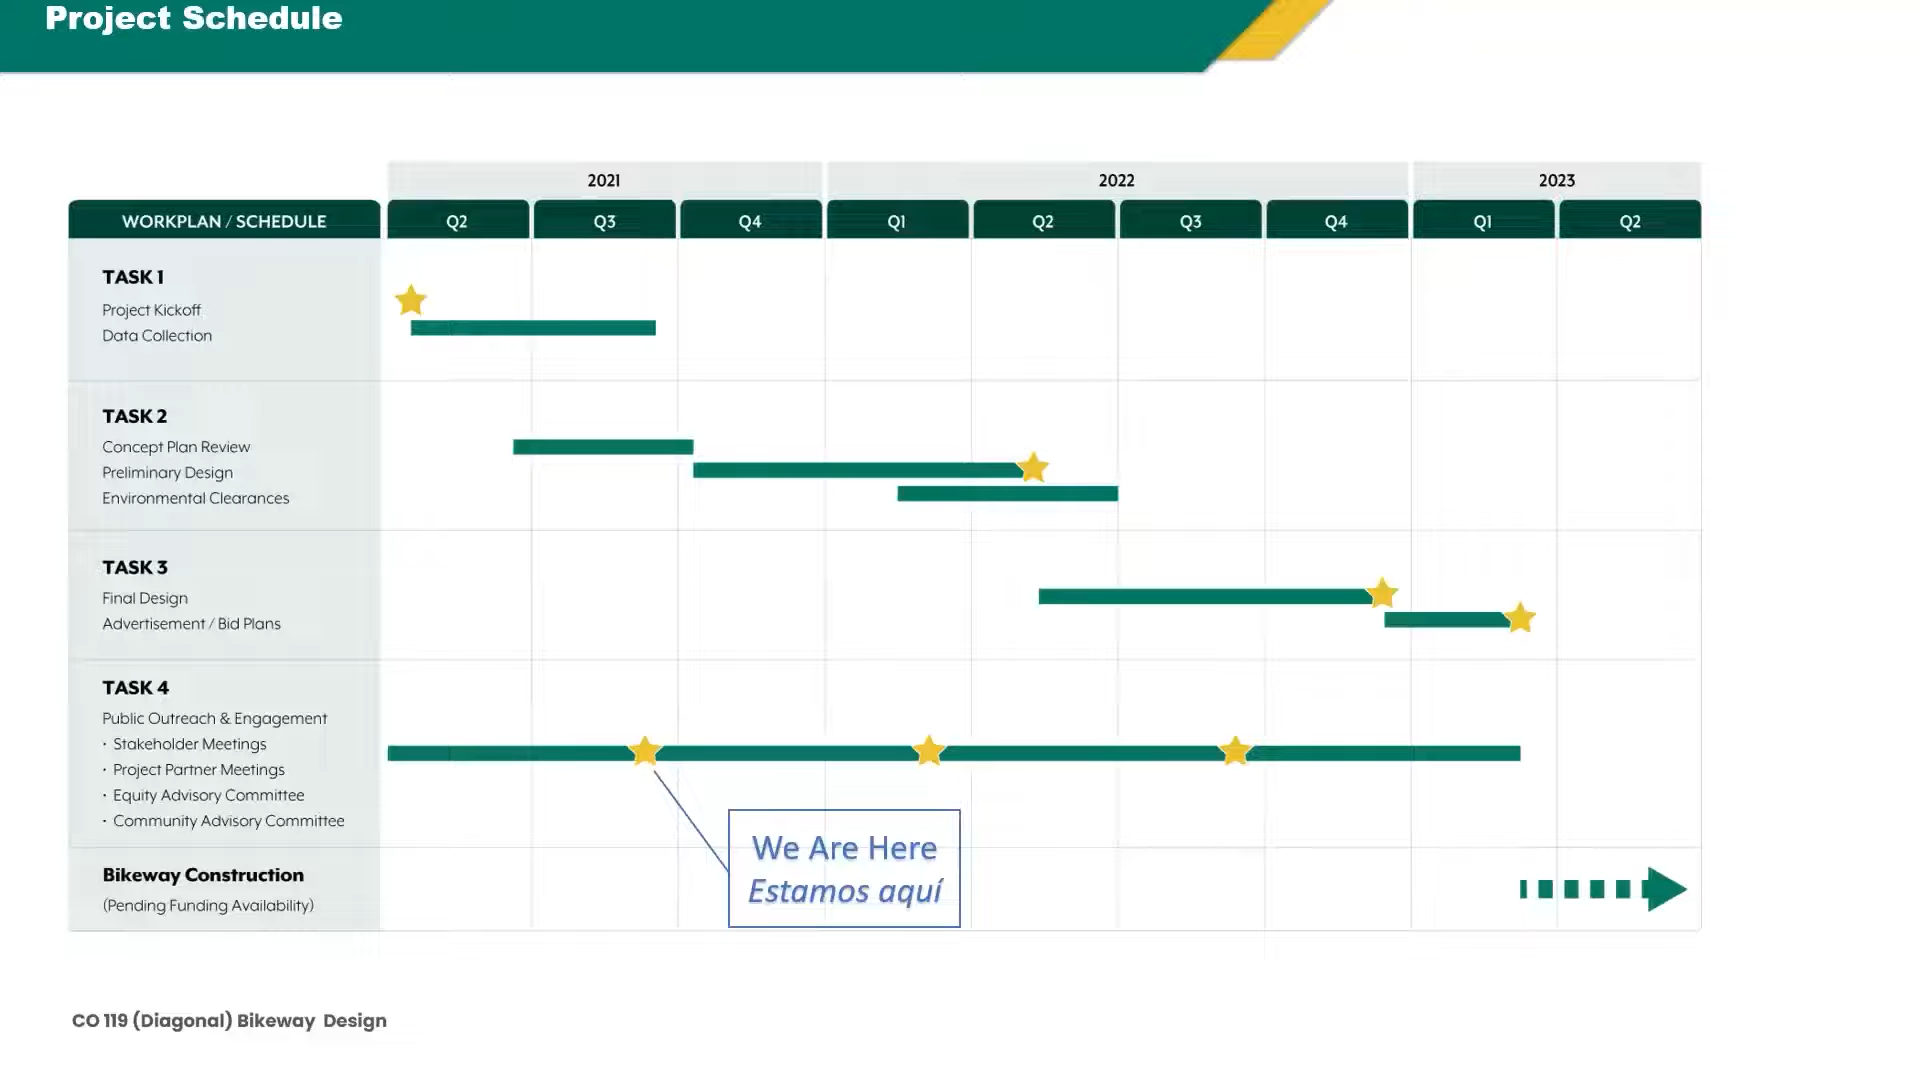 Project Schedule
2021 2022 2023
WORKPLAN / SCHEDULE Q2 Q3 Q4 Q1 Q2 Q3 Q4 Q1 Q2
TASK 1
Project Kickoff
Data Collection
TASK 2
Concept Plan Review
Preliminary Design
Environmental Clearances
TASK 3
Final Design
Advertisement / Bid Plans
TASK 4
Public Outreach & Engagement
· Stakeholder Meetings
· Project Partner Meetings
· Equity Advisory Committee
· Community Advisory Committee
We Are Here
Estamos aquí
Bikeway Construction
(Pending Funding Availability)
CO 119 (Diagonal) Bikeway Design